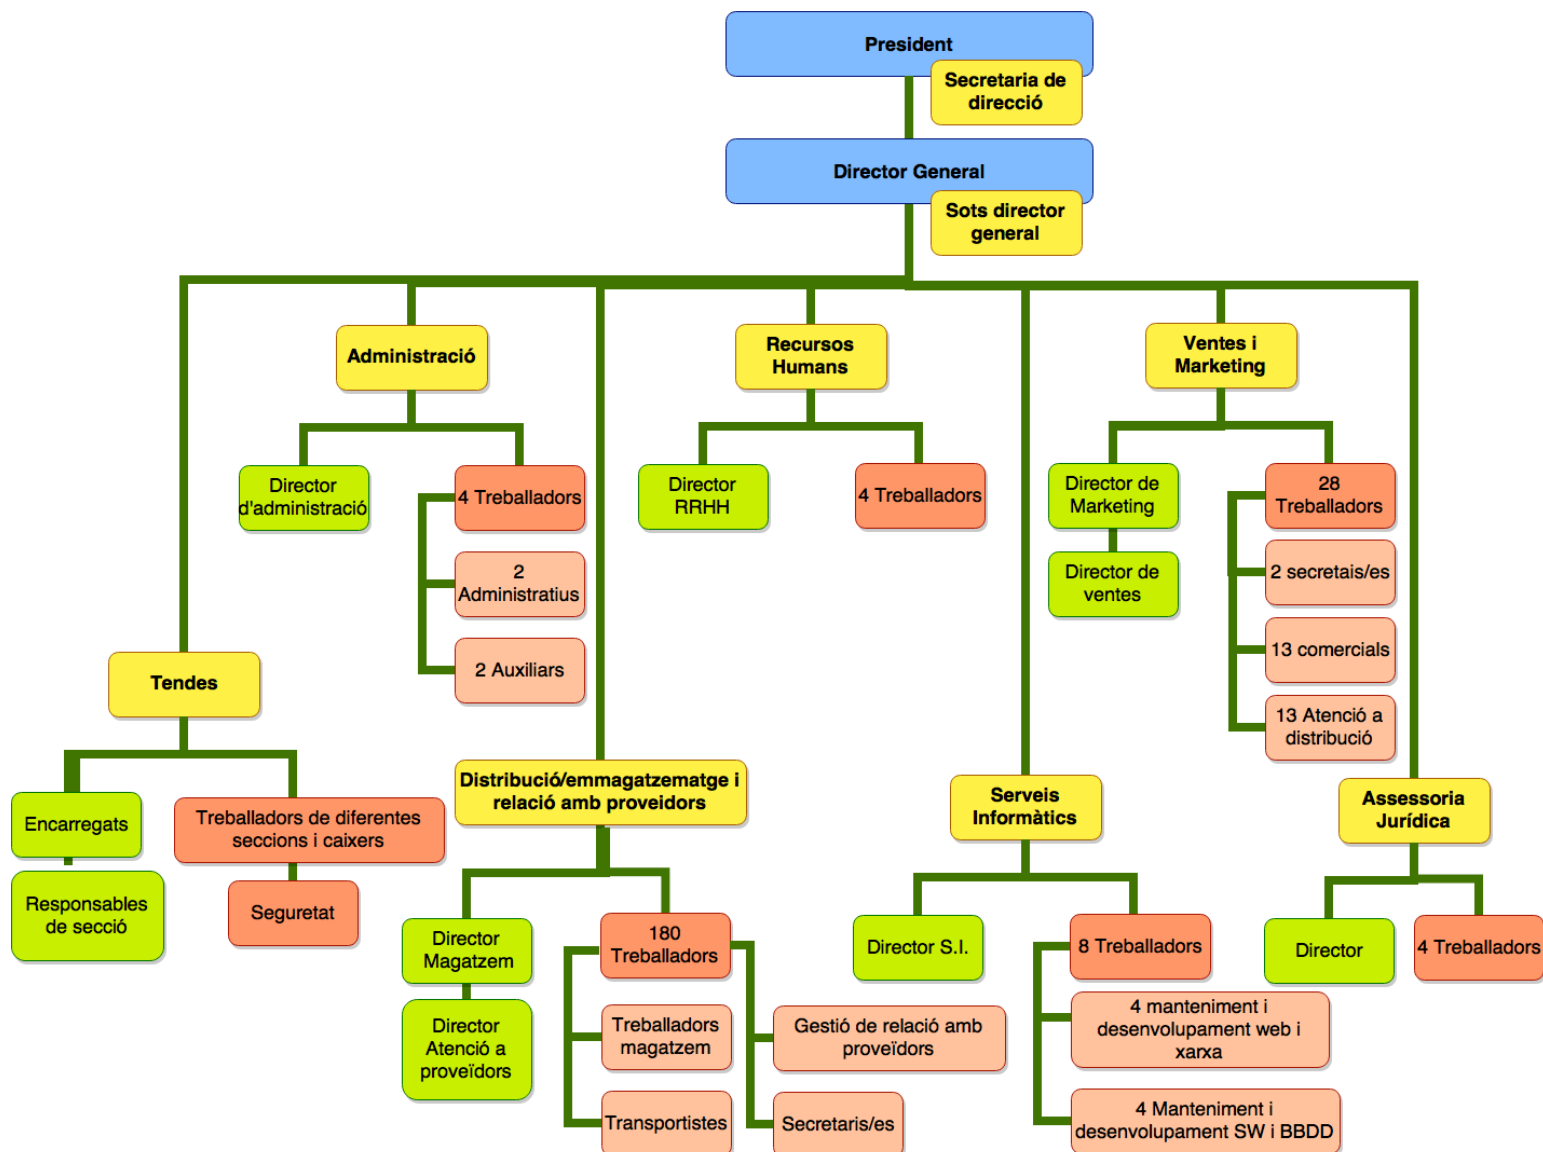 President
Secretaria de
direcció
Director General
Sots director
general
Administració
Recursos
Humans
Ventes i
Marketing
Director
d'administració
4 Treballadors
2
Administratius
2 Auxiliars
Director
RRHH
4 Treballadors
Director de
Marketing
Director de
ventes
28
Treballadors
2 secretais/es
13 comercials
13 Atenció a
distribució
Tendes
Encarregats
Responsables
de secció
Treballadors de diferentes
seccions i caixers
Seguretat
Distribució/emmagatzematge i
relació amb proveidors
Director
Magatzem
Director
Atenció a
proveïdors
180
Treballadors
Treballadors
magatzem
Transportistes
Gestió de relació amb
proveïdors
Secretaris/es
Serveis
Informàtics
Director S.I.
8 Treballadors
4 manteniment i
desenvolupament web i
xarxa
4 Manteniment i
desenvolupament SW i BBDD
Assessoria
Jurídica
Director
4 Treballadors